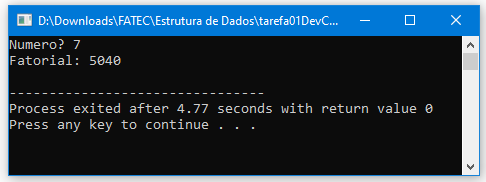 D:\Downloads\FATEC\Estrutura de Dados\tarefa01DevC...
Numero? 7
Fatorial: 5040
--------------------------------
Process exited after 4.77 seconds with return value 0
Press any key to continue . . .